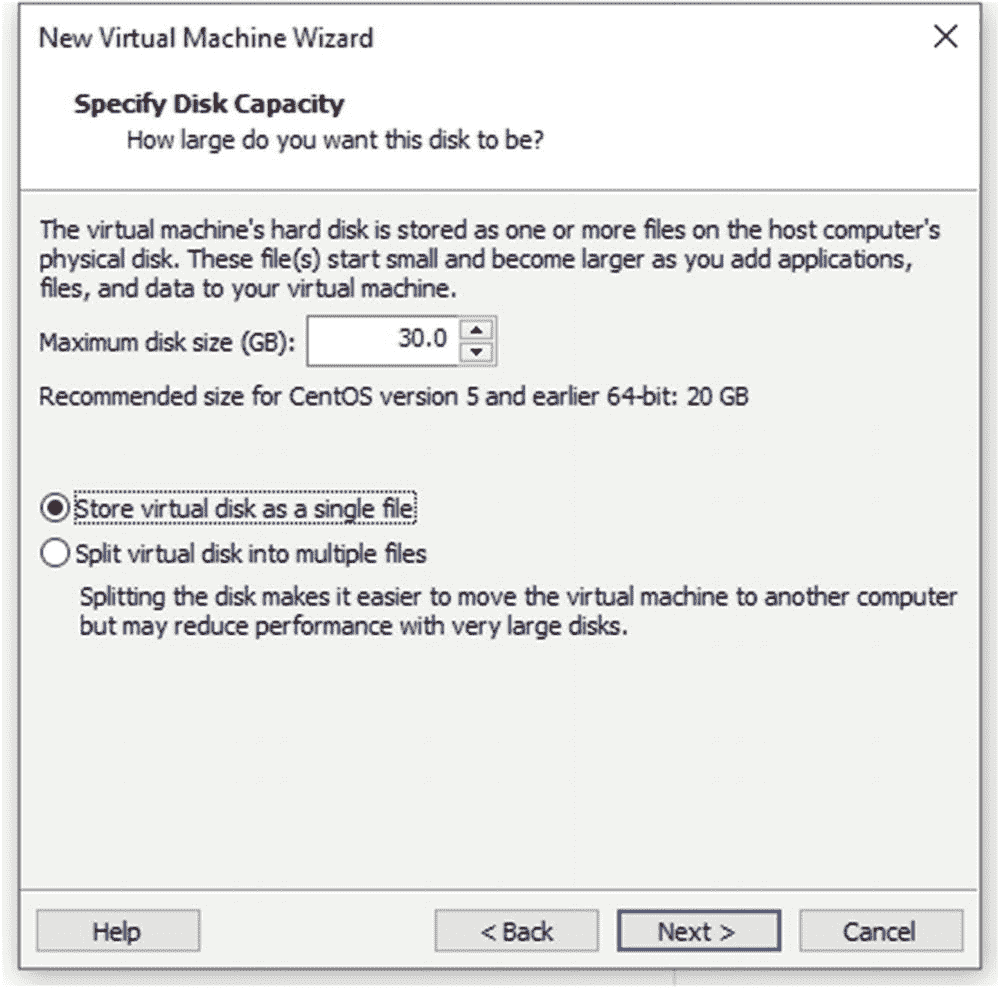 New Virtual Machine Wizard
Specify Disk Capacity
How large do you want this disk to be?
The virtual machine's hard disk is stored as one or more files on the host computer's
physical disk. These file(s) start small and become larger as you add applications,
files, and data to your virtual machine.
Maximum disk size (GB): 30.0
Recommended size for CentOS version 5 and earlier 64-bit: 20 GB
Store virtual disk as a single file
Split virtual disk into multiple files
Splitting the disk makes it easier to move the virtual machine to another computer
but may reduce performance with very large disks.
Help < Back Next > Cancel